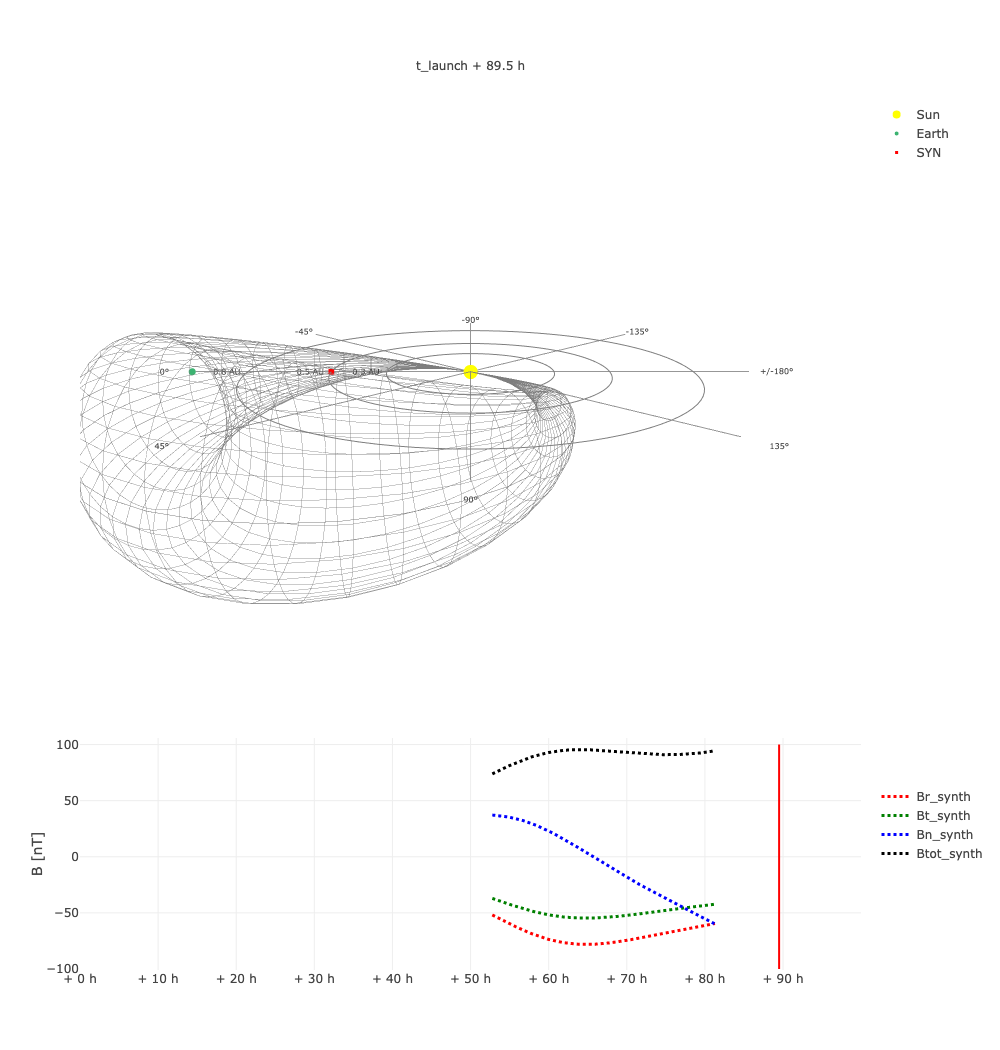 t_launch + 89.5 h
Sun
Earth
SYN
-90°
-45°
-135°
0°
0.8 AU
0.5 AU
0.3 AU
+/-180°
45°
135°
90°
B [nT]
100
50
0
−50
−100
+ 0 h
+ 10 h
+ 20 h
+ 30 h
+ 40 h
+ 50 h
+ 60 h
+ 70 h
+ 80 h
+ 90 h
Br_synth
Bt_synth
Bn_synth
Btot_synth